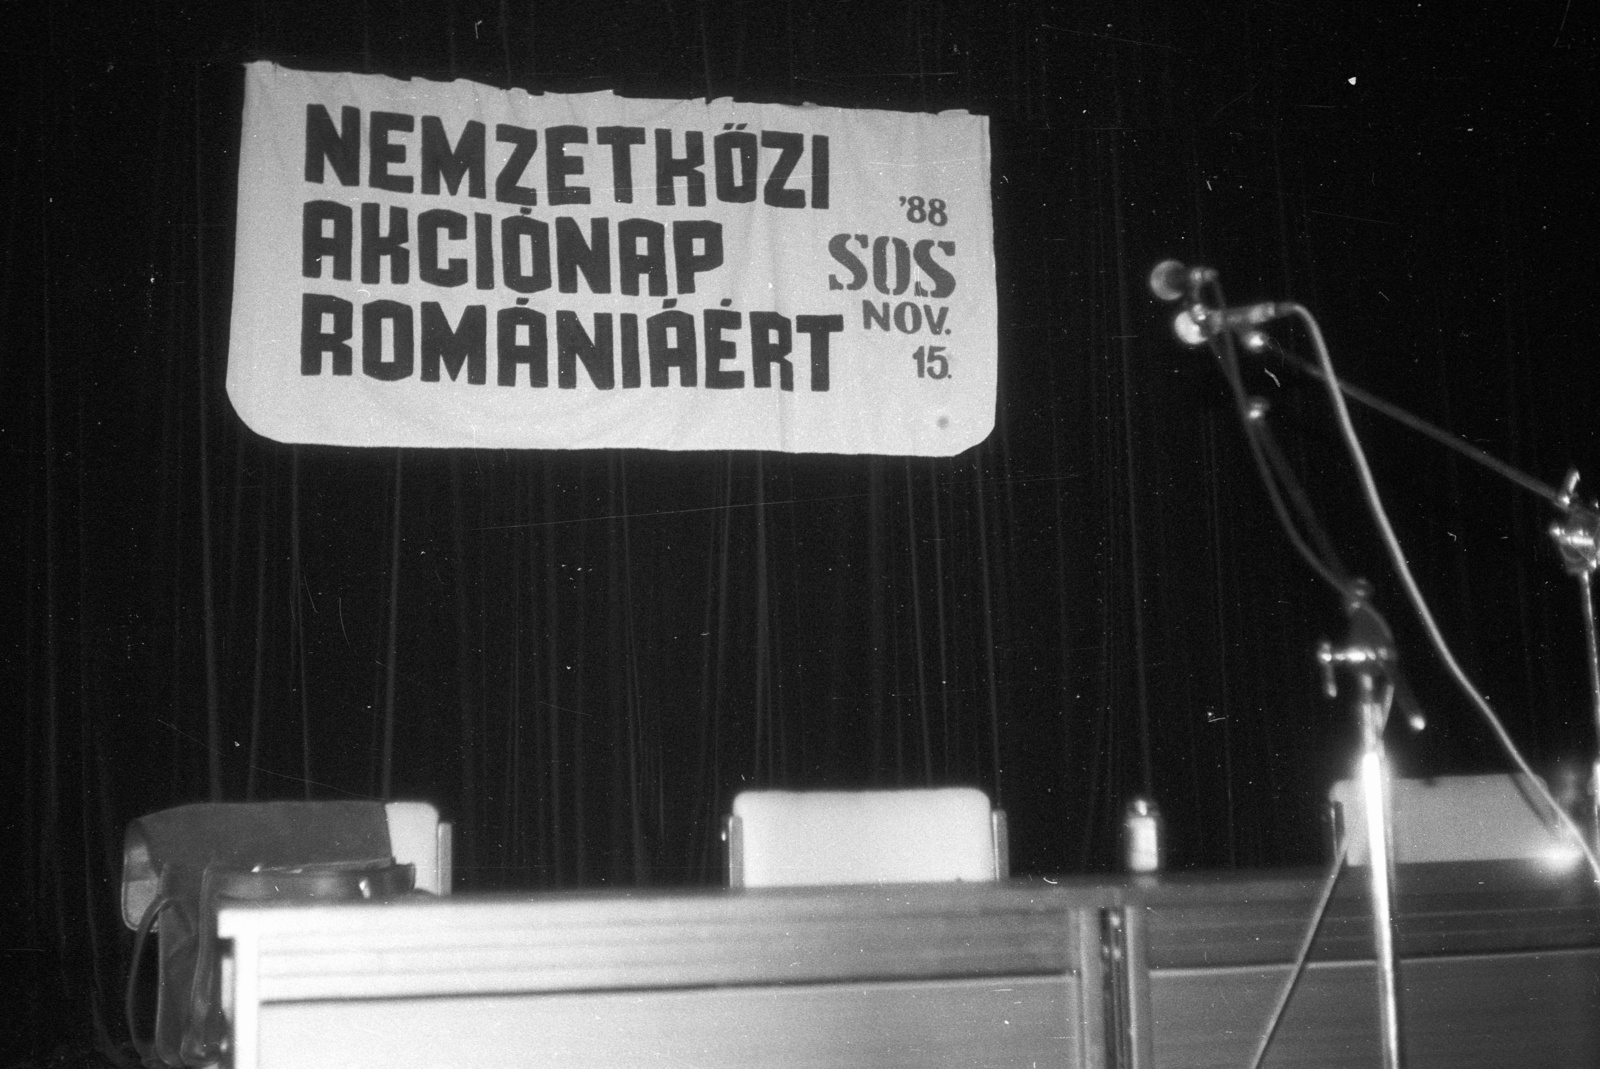 NEMZETKÖZI
AKCIÓNAP
ROMÁNIÁÉRT
'88
SOS
NOV.
15.